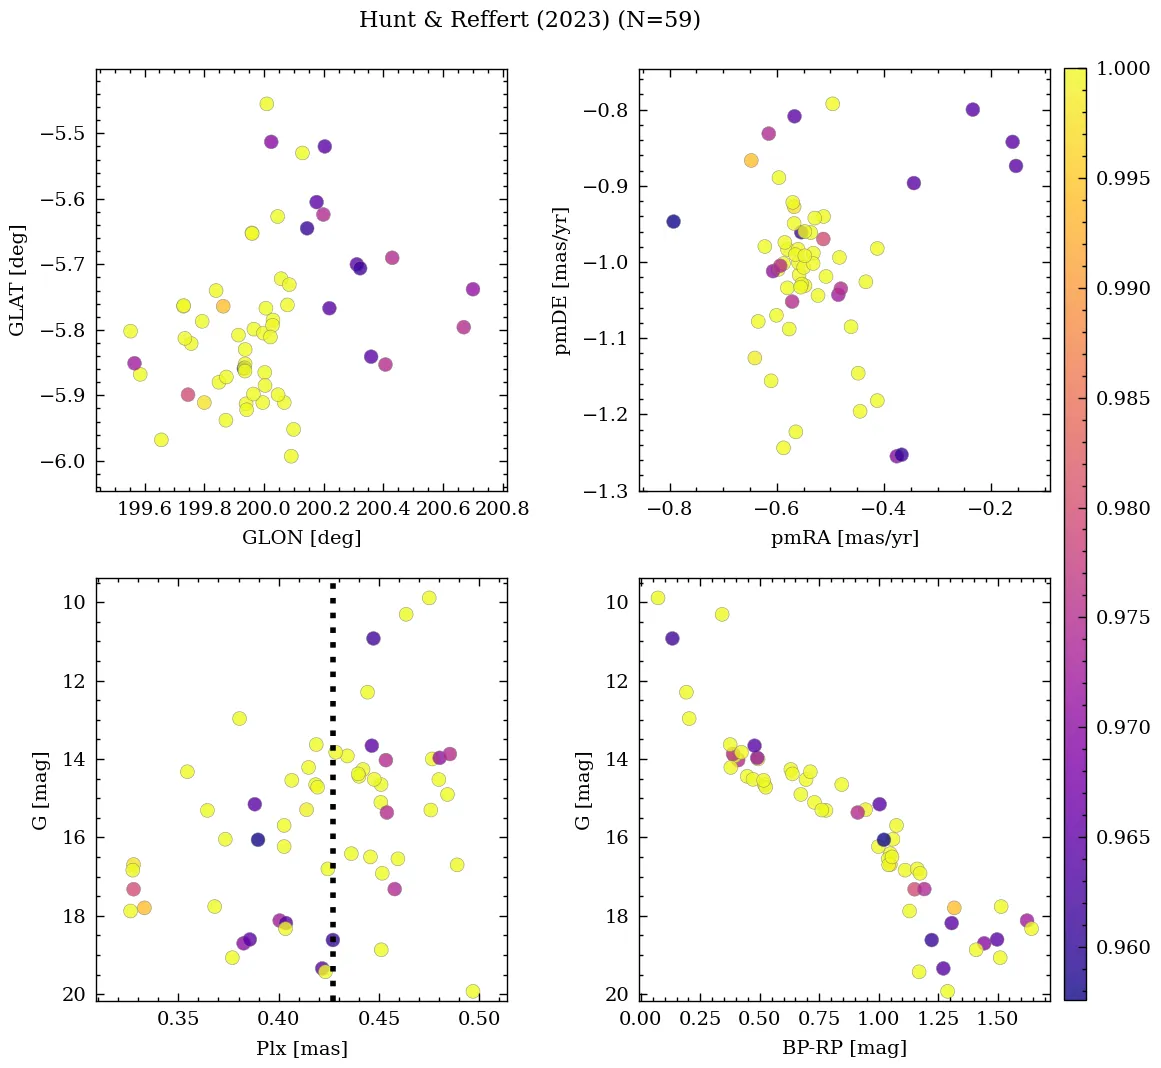 Hunt & Reffert (2023) (N=59)
−5.5
−5.6
−5.7
−5.8
−5.9
−6.0
GLAT [deg]
199.6 199.8 200.0 200.2 200.4 200.6 200.8
GLON [deg]
−0.8
−0.9
−1.0
−1.1
−1.2
−1.3
pmDE [mas/yr]
−0.8 −0.6 −0.4 −0.2
pmRA [mas/yr]
10
12
14
16
18
20
G [mag]
0.35 0.40 0.45 0.50
Plx [mas]
10
12
14
16
18
20
G [mag]
0.00 0.25 0.50 0.75 1.00 1.25 1.50
BP-RP [mag]
1.000
0.995
0.990
0.985
0.980
0.975
0.970
0.965
0.960